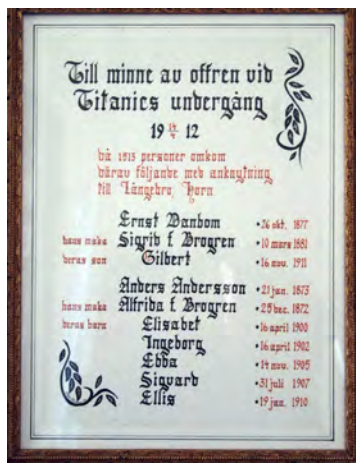 Till minne av offren vid
Titanics undergång
19 14/4 12
då 1513 personer omkom
därav följande med anknytning
till Långebro, Horn
Ernst Danbom • 26 okt. 1877
hans maka Sigrid f. Brogren • 10 mars 1881
deras son Gilbert • 16 nov. 1911
Anders Andersson • 21 jan. 1873
hans maka Alfrida f. Brogren • 25 dec. 1872
deras barn Elisabet • 16 april 1900
Ingeborg • 16 april 1902
Ebba • 14 nov. 1905
Sigvard • 31 juli 1907
Ellis • 19 jan. 1910